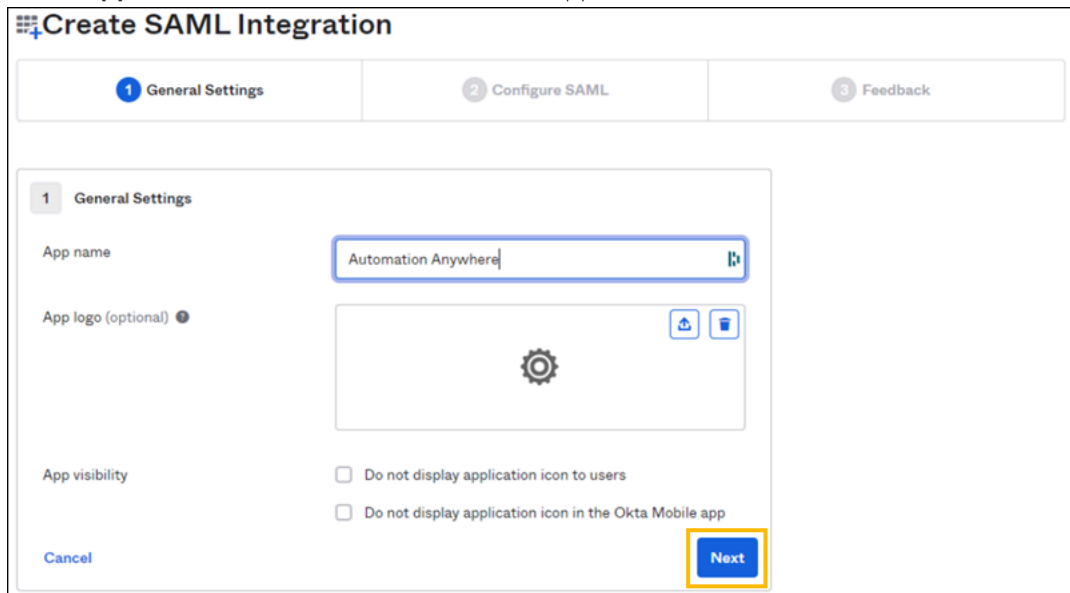 Create SAML Integration
1 General Settings
2 Configure SAML
3 Feedback
1 General Settings
App name
Automation Anywhere
App logo (optional) ?
App visibility
Do not display application icon to users
Do not display application icon in the Okta Mobile app
Cancel
Next